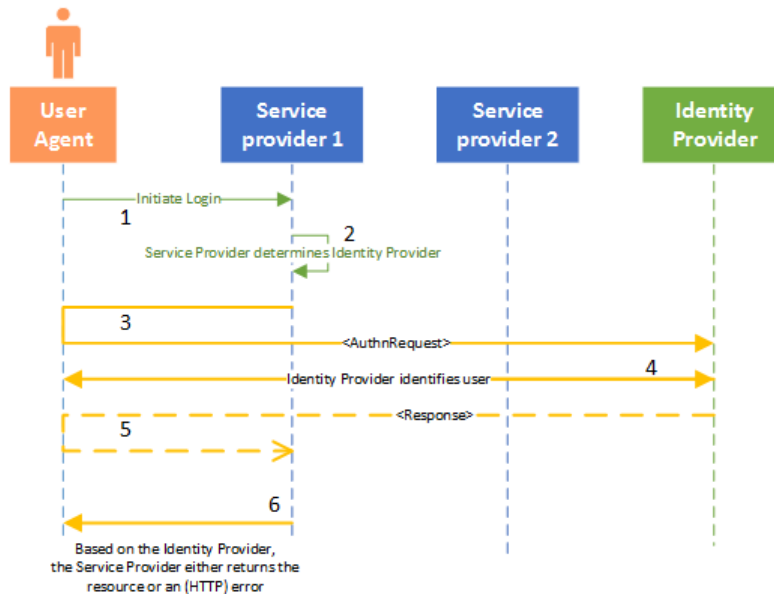 User
Agent
Service
provider 1
Service
provider 2
Identity
Provider
Initiate Login
1
2
Service Provider determines Identity Provider
3
<AuthnRequest>
4
Identity Provider identifies user
<Response>
5
6
Based on the Identity Provider,
the Service Provider either returns the
resource or an (HTTP) error